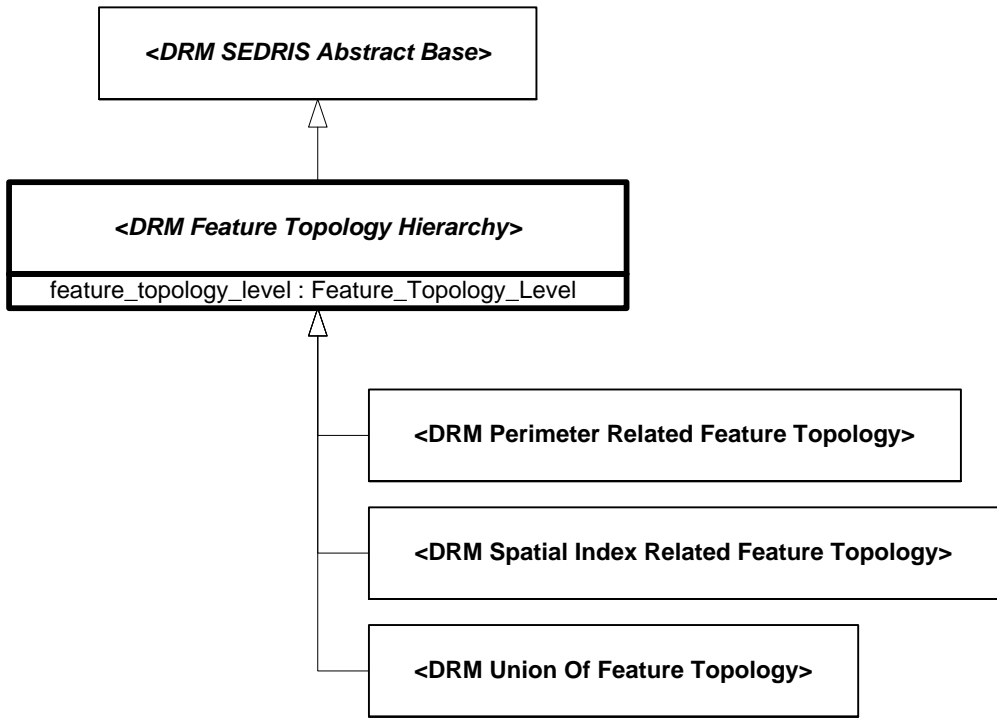 <DRM SEDRIS Abstract Base>
<DRM Feature Topology Hierarchy>
feature_topology_level : Feature_Topology_Level
<DRM Perimeter Related Feature Topology>
<DRM Spatial Index Related Feature Topology>
<DRM Union Of Feature Topology>